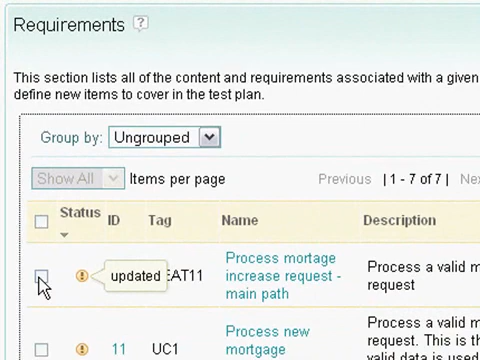 Requirements ?
This section lists all of the content and requirements associated with a given
define new items to cover in the test plan.
Group by: Ungrouped
Show All Items per page Previous | 1 - 7 of 7 | Nex
Status ID Tag Name Description
updated EAT11 Process mortage increase request - main path Process a valid m request
11 UC1 Process new mortgage Process a valid m request. This is th valid data is used